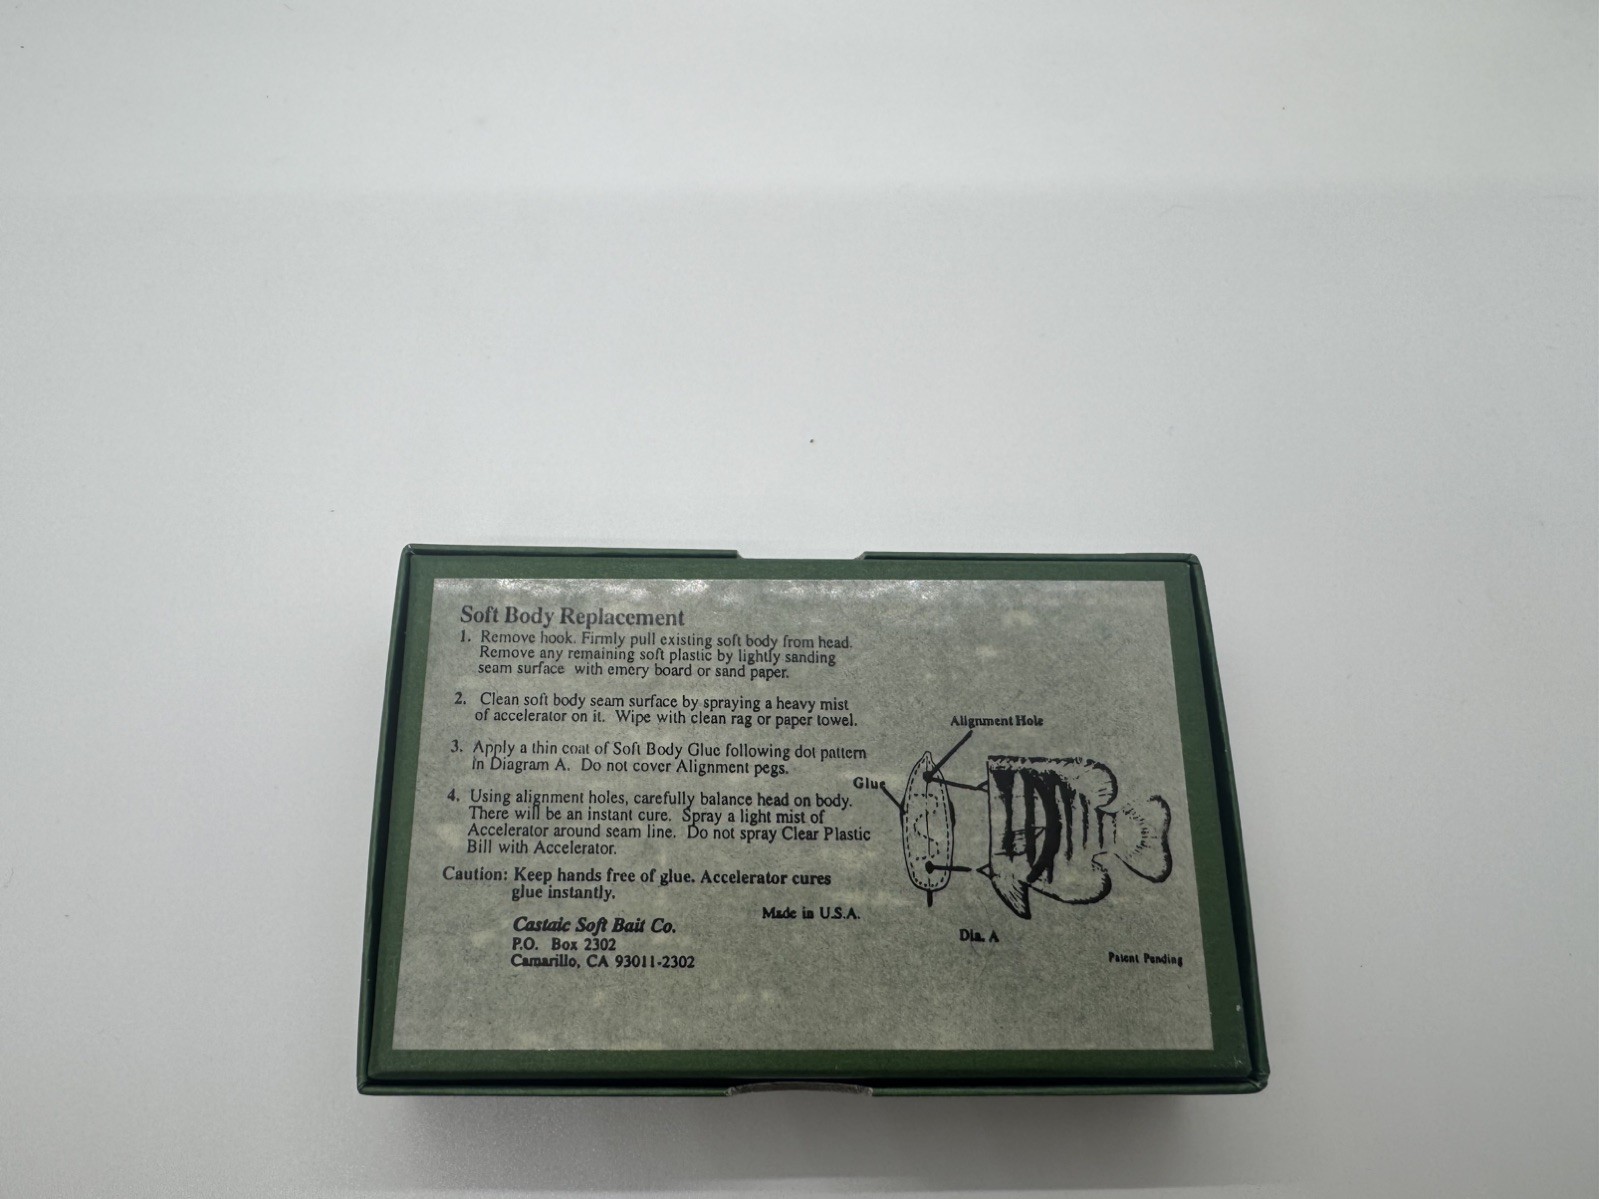 Soft Body Replacement
1. Remove hook. Firmly pull existing soft body from head.
Remove any remaining soft plastic by lightly sanding
seam surface with emery board or sand paper.
2. Clean soft body seam surface by spraying a heavy mist
of accelerator on it. Wipe with clean rag or paper towel.
3. Apply a thin coat of Soft Body Glue following dot pattern
in Diagram A. Do not cover Alignment pegs.
4. Using alignment holes, carefully balance head on body.
There will be an instant cure. Spray a light mist of
Accelerator around seam line. Do not spray Clear Plastic
Bill with Accelerator.
Caution: Keep hands free of glue. Accelerator cures
glue instantly.
Castaic Soft Bait Co.
P.O. Box 2302
Camarillo, CA 93011-2302
Made in U.S.A.
Alignment Hole
Glue
Dia. A
Patent Pending